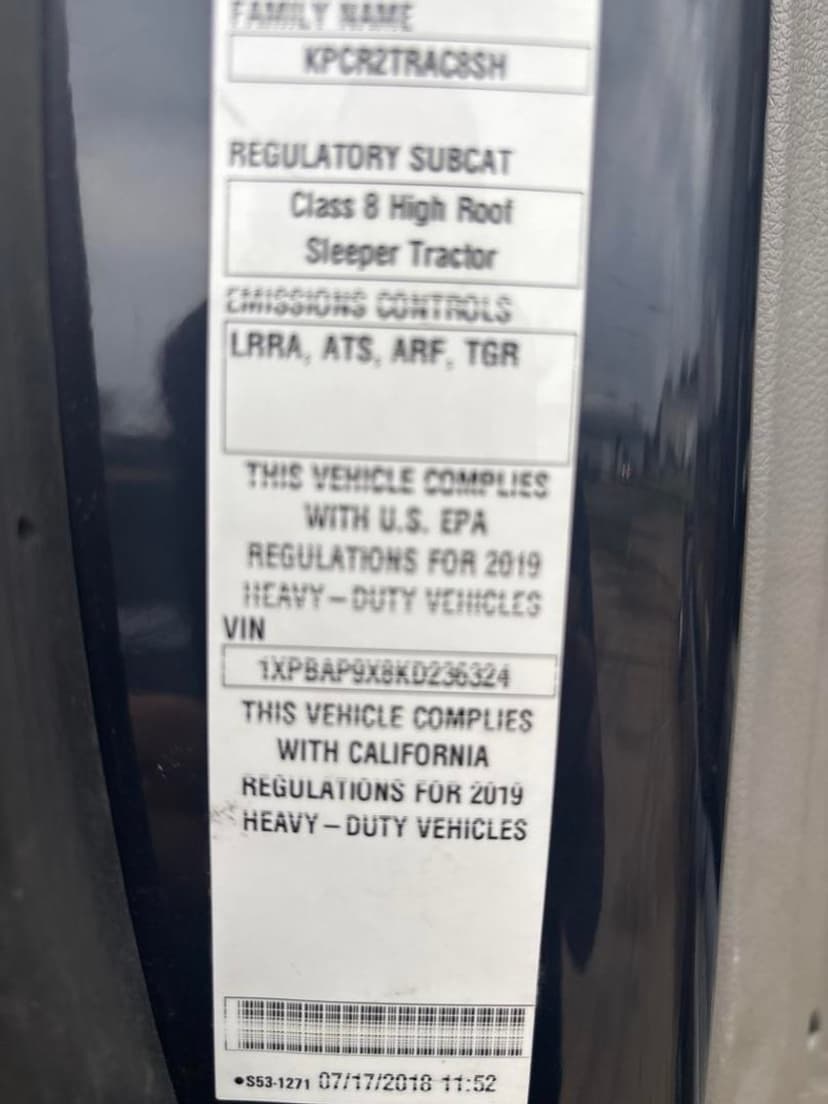 FAMILY NAME
KPCR2TRAC8SH
REGULATORY SUBCAT
Class 8 High Roof
Sleeper Tractor
EMISSIONS CONTROLS
LRRA, ATS, ARF, TGR
THIS VEHICLE COMPLIES
WITH U.S. EPA
REGULATIONS FOR 2019
HEAVY-DUTY VEHICLES
VIN
1XPBAP9X8KD236324
THIS VEHICLE COMPLIES
WITH CALIFORNIA
REGULATIONS FOR 2019
HEAVY-DUTY VEHICLES
•S53-1271 07/17/2018 11:52